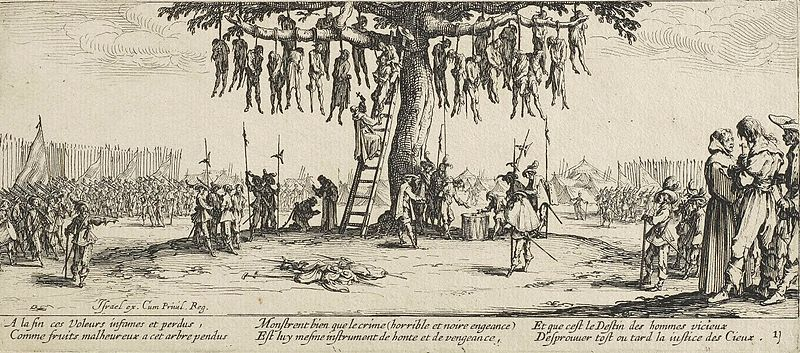 Israel ex. Cum Privil. Reg.
A la fin ces Voleurs infames et perdus,
Comme fruits malheureux a cet arbre pendus
Monstrent bien que le crime (horrible et noire engeance)
Est luy mesme instrument de honte et de vengeance,
Et que cest le Destin des hommes vicieux
Desprouver tost ou tard la iustice des Cieux.
11